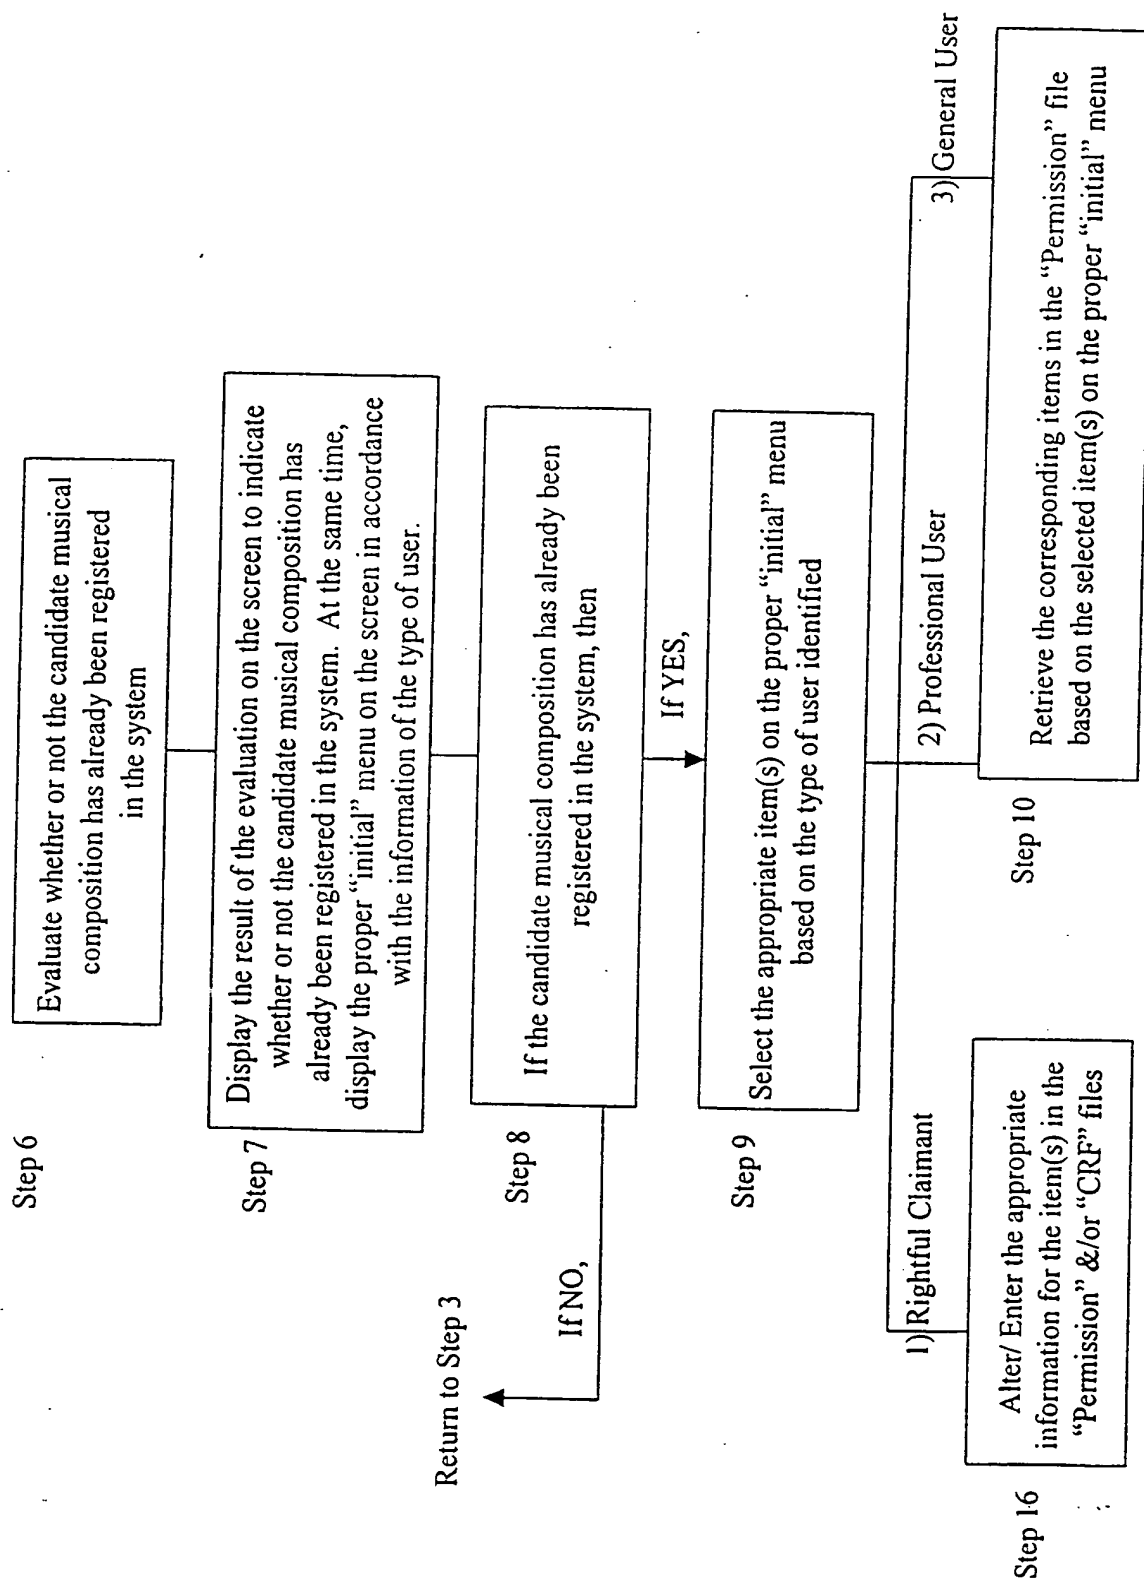 Step 6
Evaluate whether or not the candidate musical
composition has already been registered
in the system
Step 7
Display the result of the evaluation on the screen to indicate
whether or not the candidate musical composition has
already been registered in the system. At the same time,
display the proper “initial” menu on the screen in accordance
with the information of the type of user.
Step 8
If the candidate musical composition has already been
registered in the system, then
Return to Step 3
If NO,
If YES,
Step 9
Select the appropriate item(s) on the proper “initial” menu
based on the type of user identified
1) Rightful Claimant
2) Professional User
3) General User
Step 16
Alter/ Enter the appropriate
information for the item(s) in the
“Permission” &/or “CRF” files
Step 10
Retrieve the corresponding items in the “Permission” file
based on the selected item(s) on the proper “initial” menu